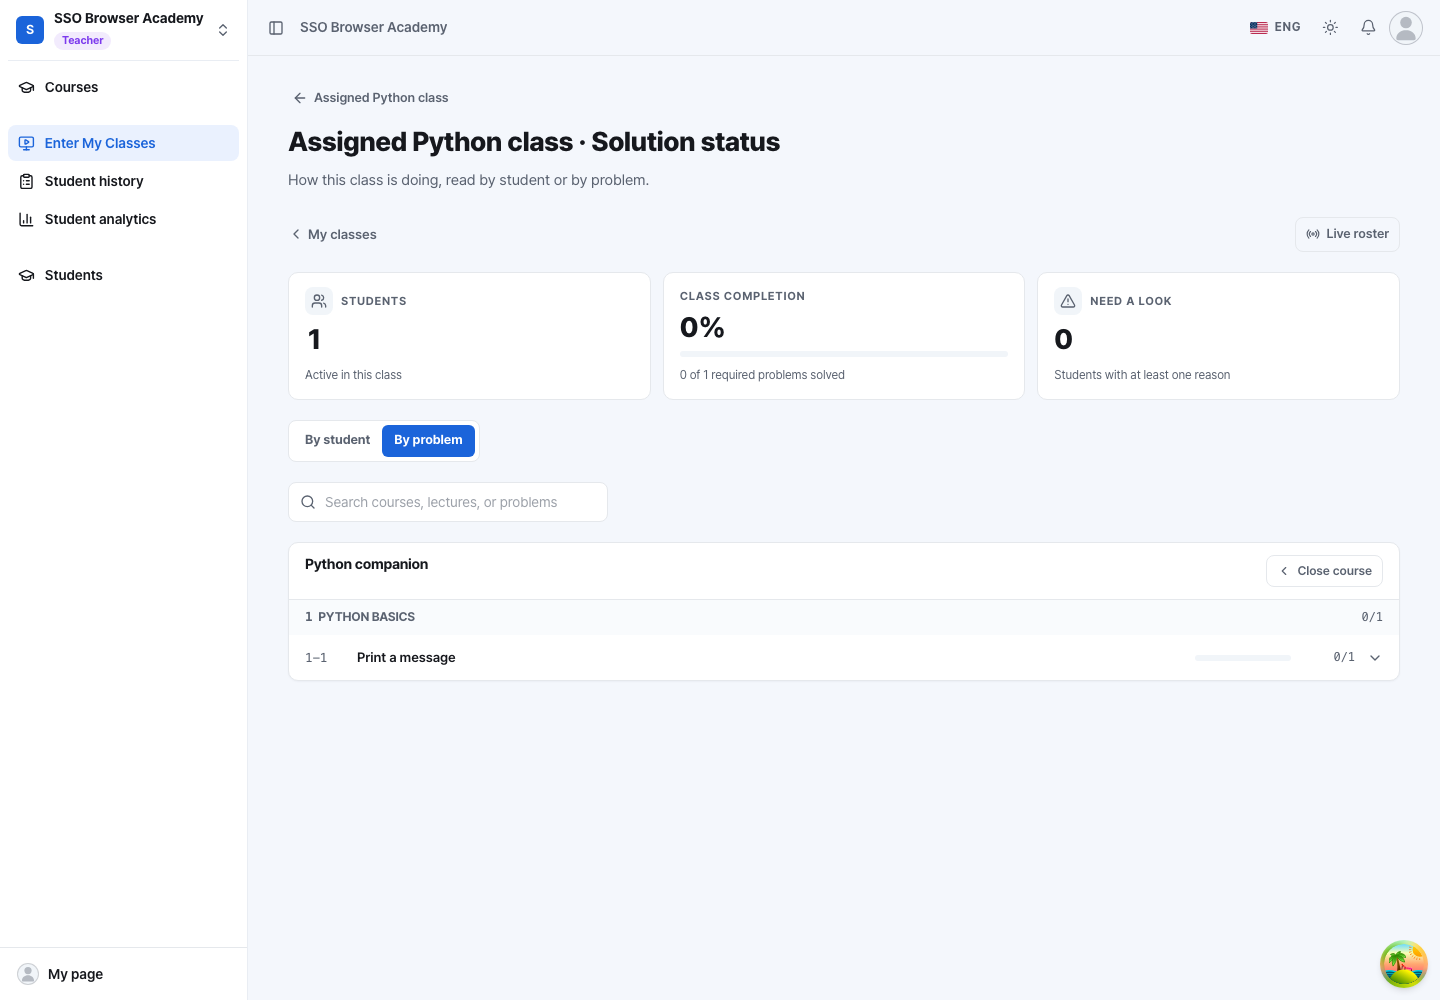 S
SSO Browser Academy
Teacher
Courses
Enter My Classes
Student history
Student analytics
Students
My page
SSO Browser Academy
ENG
Assigned Python class
Assigned Python class · Solution status
How this class is doing, read by student or by problem.
My classes
Live roster
STUDENTS
1
Active in this class
CLASS COMPLETION
0%
0 of 1 required problems solved
NEED A LOOK
0
Students with at least one reason
By student
By problem
Search courses, lectures, or problems
Python companion
Close course
1 PYTHON BASICS
0/1
1–1
Print a message
0/1